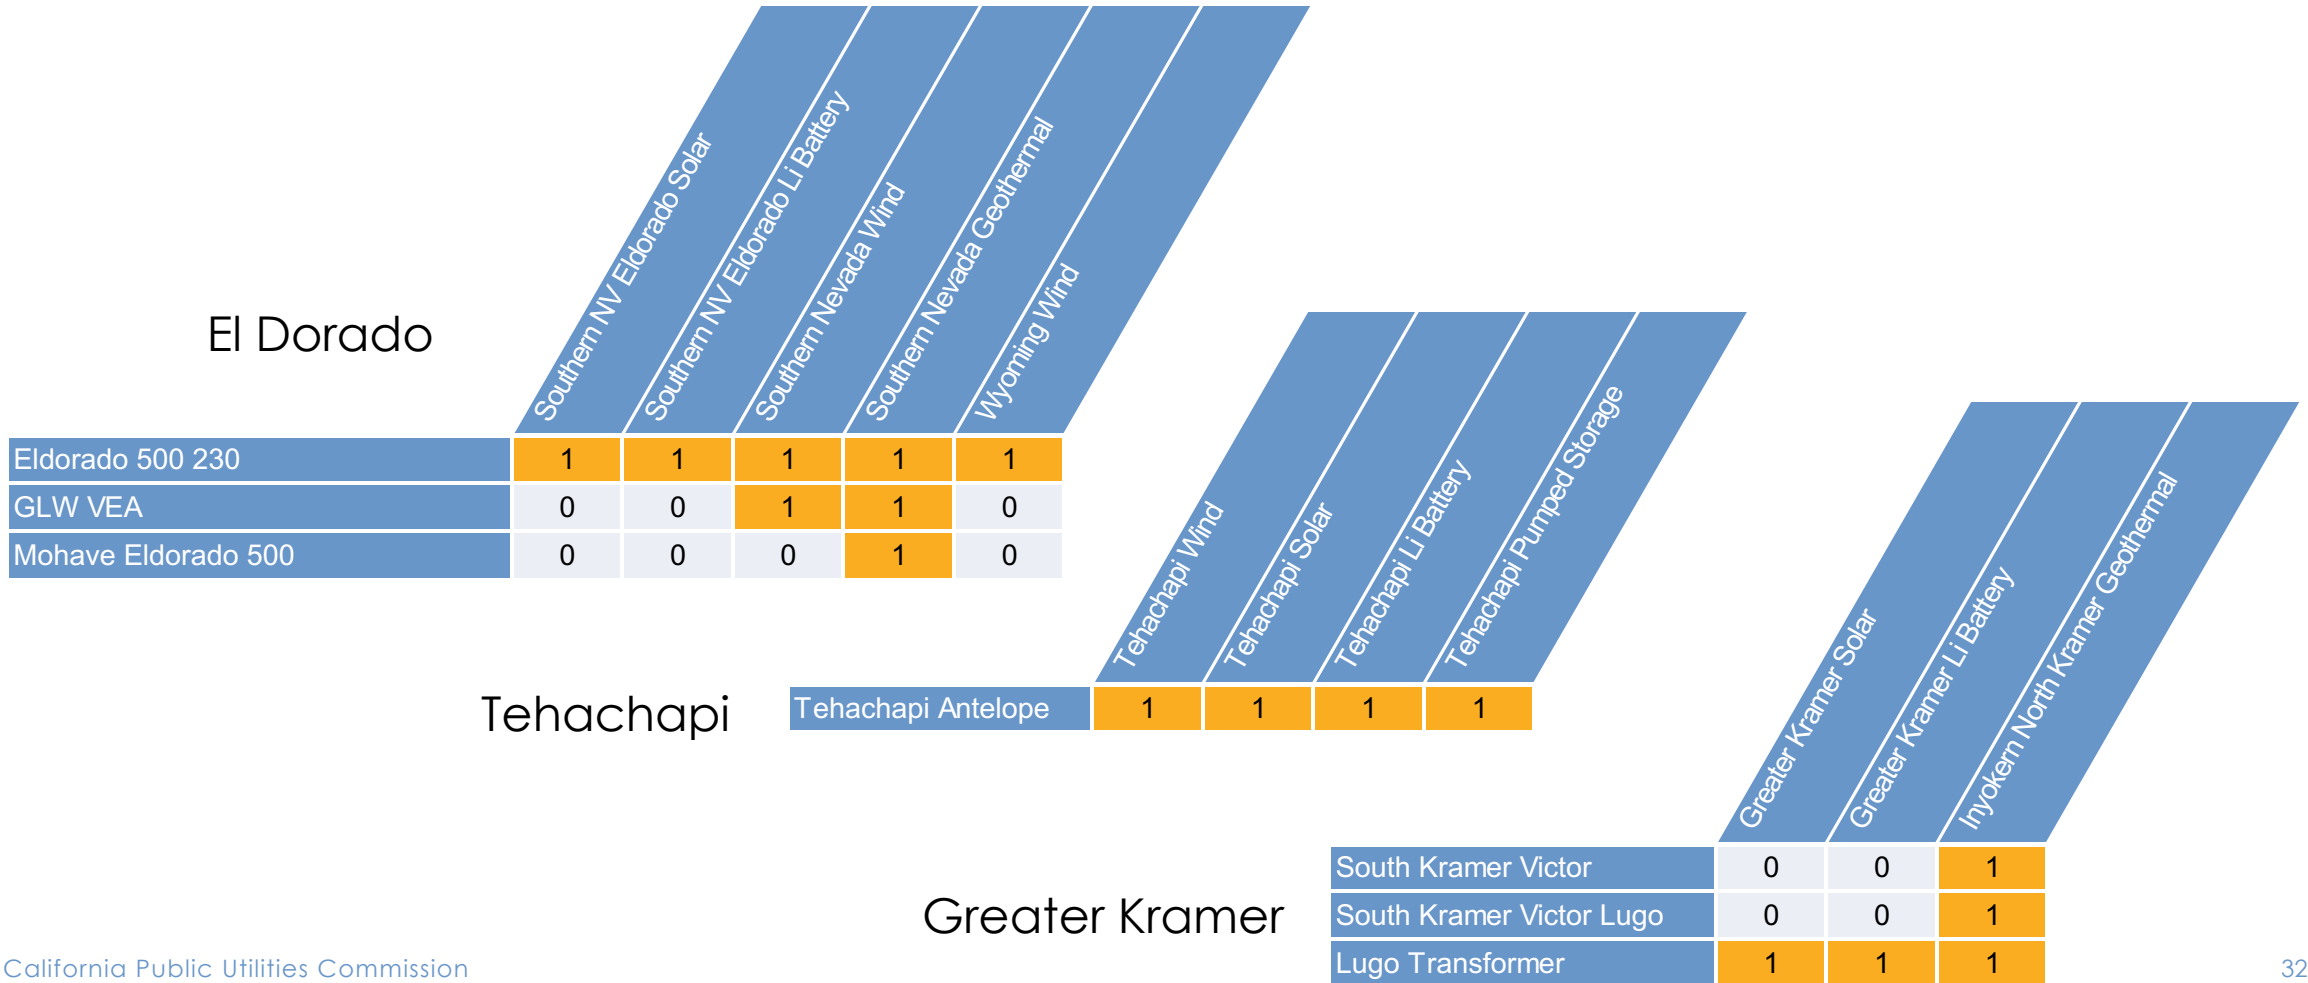 El Dorado
Southern NV Eldorado Solar
Southern NV Eldorado Li Battery
Southern Nevada Wind
Southern Nevada Geothermal
Wyoming Wind
Eldorado 500 230 1 1 1 1 1
GLW VEA 0 0 1 1 0
Mohave Eldorado 500 0 0 0 1 0
Tehachapi
Tehachapi Wind
Tehachapi Solar
Tehachapi Li Battery
Tehachapi Pumped Storage
Tehachapi Antelope 1 1 1 1
Greater Kramer
Greater Kramer Solar
Greater Kramer Li Battery
Inyokern North Kramer Geothermal
South Kramer Victor 0 0 1
South Kramer Victor Lugo 0 0 1
Lugo Transformer 1 1 1
California Public Utilities Commission
32